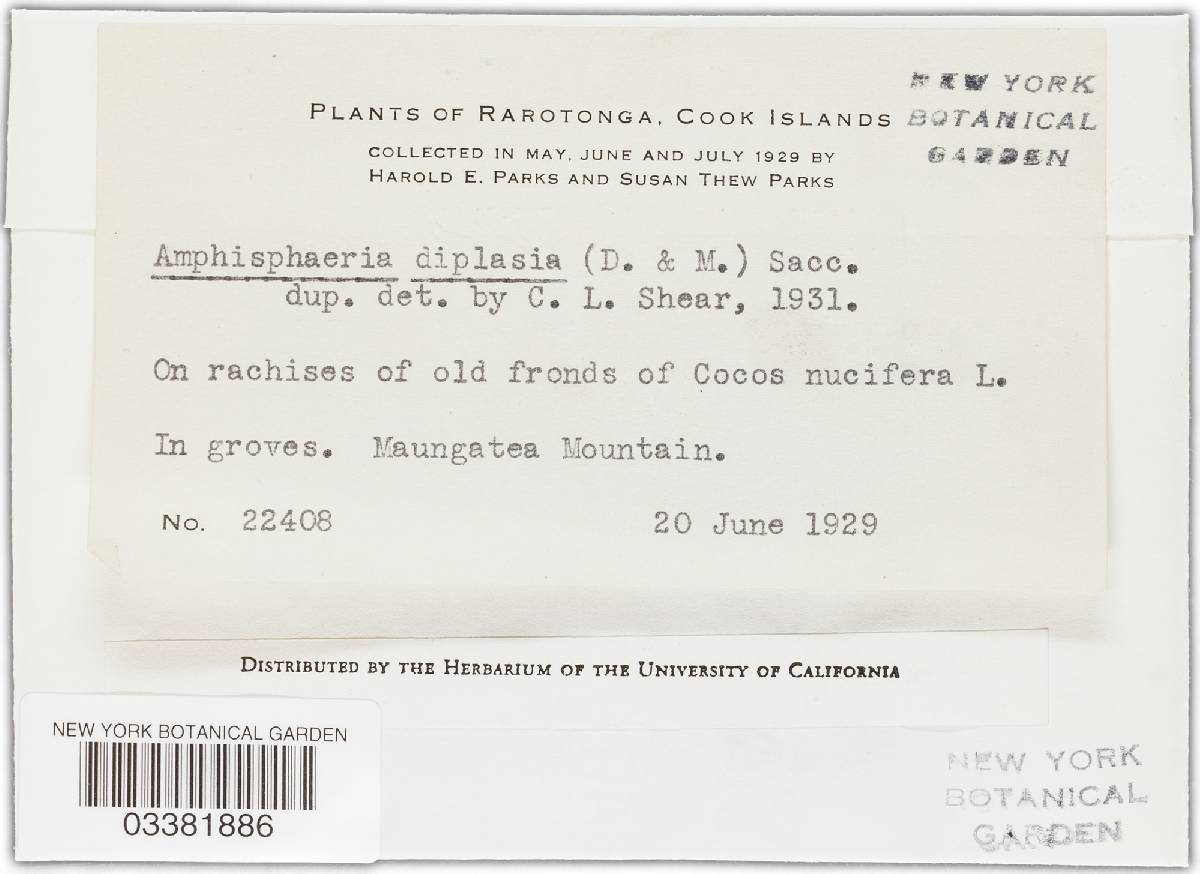 NEW YORK
BOTANICAL
GARDEN
PLANTS OF RAROTONGA, COOK ISLANDS
COLLECTED IN MAY, JUNE AND JULY 1929 BY
HAROLD E. PARKS AND SUSAN THEW PARKS
Amphisphaeria diplasia (D. & M.) Sacc.
dup. det. by C. L. Shear, 1931.
On rachises of old fronds of Cocos nucifera L.
In groves. Maungatea Mountain.
No. 22408 20 June 1929
DISTRIBUTED BY THE HERBARIUM OF THE UNIVERSITY OF CALIFORNIA
NEW YORK BOTANICAL GARDEN
03381886
NEW YORK
BOTANICAL
GARDEN